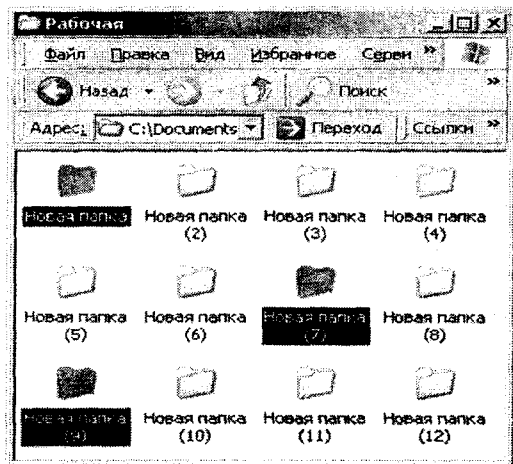 Рабочая
Файл Правка Вид Избранное Серви »
Назад Поиск »
Адрес: C:\Documents Переход Ссылки »
Новая папка Новая папка (2) Новая папка (3) Новая папка (4)
Новая папка (5) Новая папка (6) Новая папка (7) Новая папка (8)
Новая папка (9) Новая папка (10) Новая папка (11) Новая папка (12)